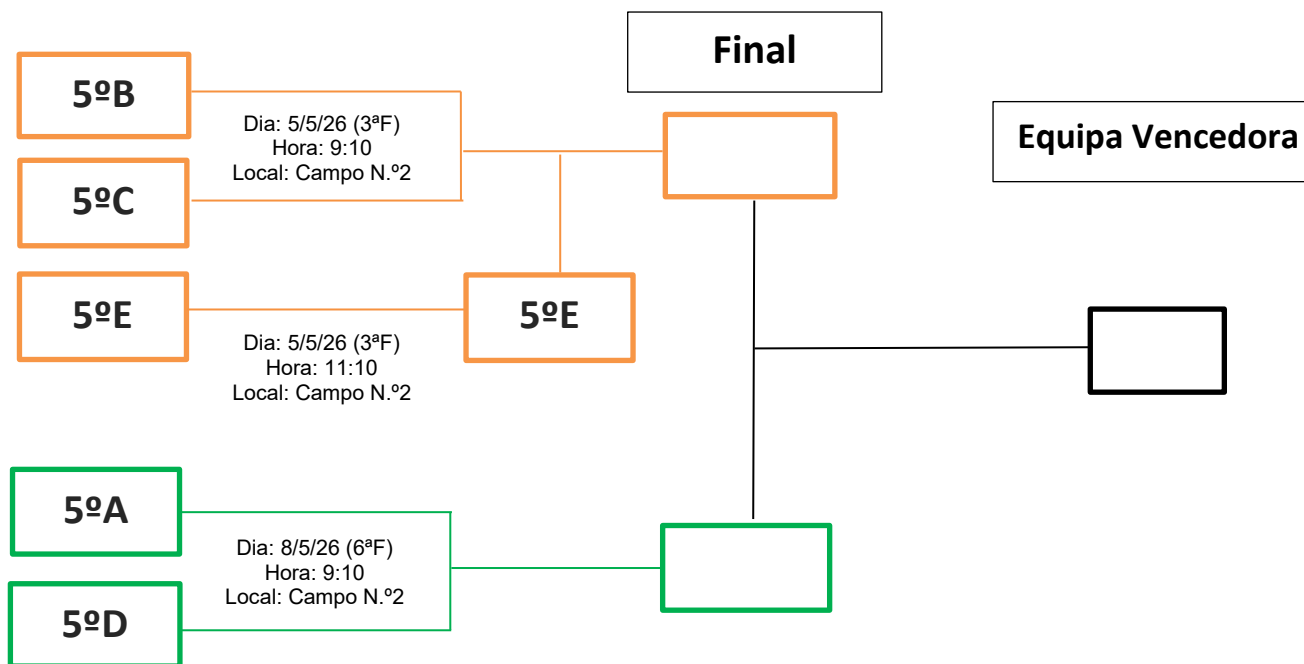 Final
Equipa Vencedora
5ºB
Dia: 5/5/26 (3ªF)
Hora: 9:10
Local: Campo N.º2
5ºC
5ºE
5ºE
Dia: 5/5/26 (3ªF)
Hora: 11:10
Local: Campo N.º2
5ºA
Dia: 8/5/26 (6ªF)
Hora: 9:10
Local: Campo N.º2
5ºD